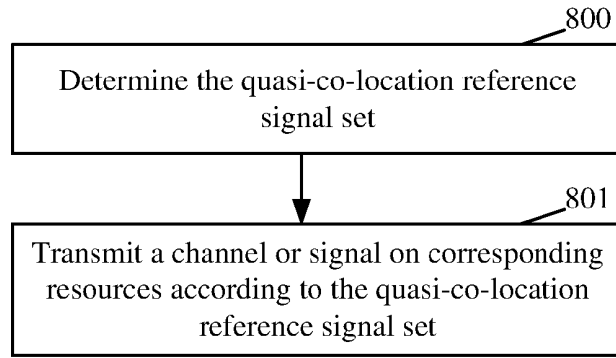 800
Determine the quasi-co-location reference
signal set
801
Transmit a channel or signal on corresponding
resources according to the quasi-co-location
reference signal set